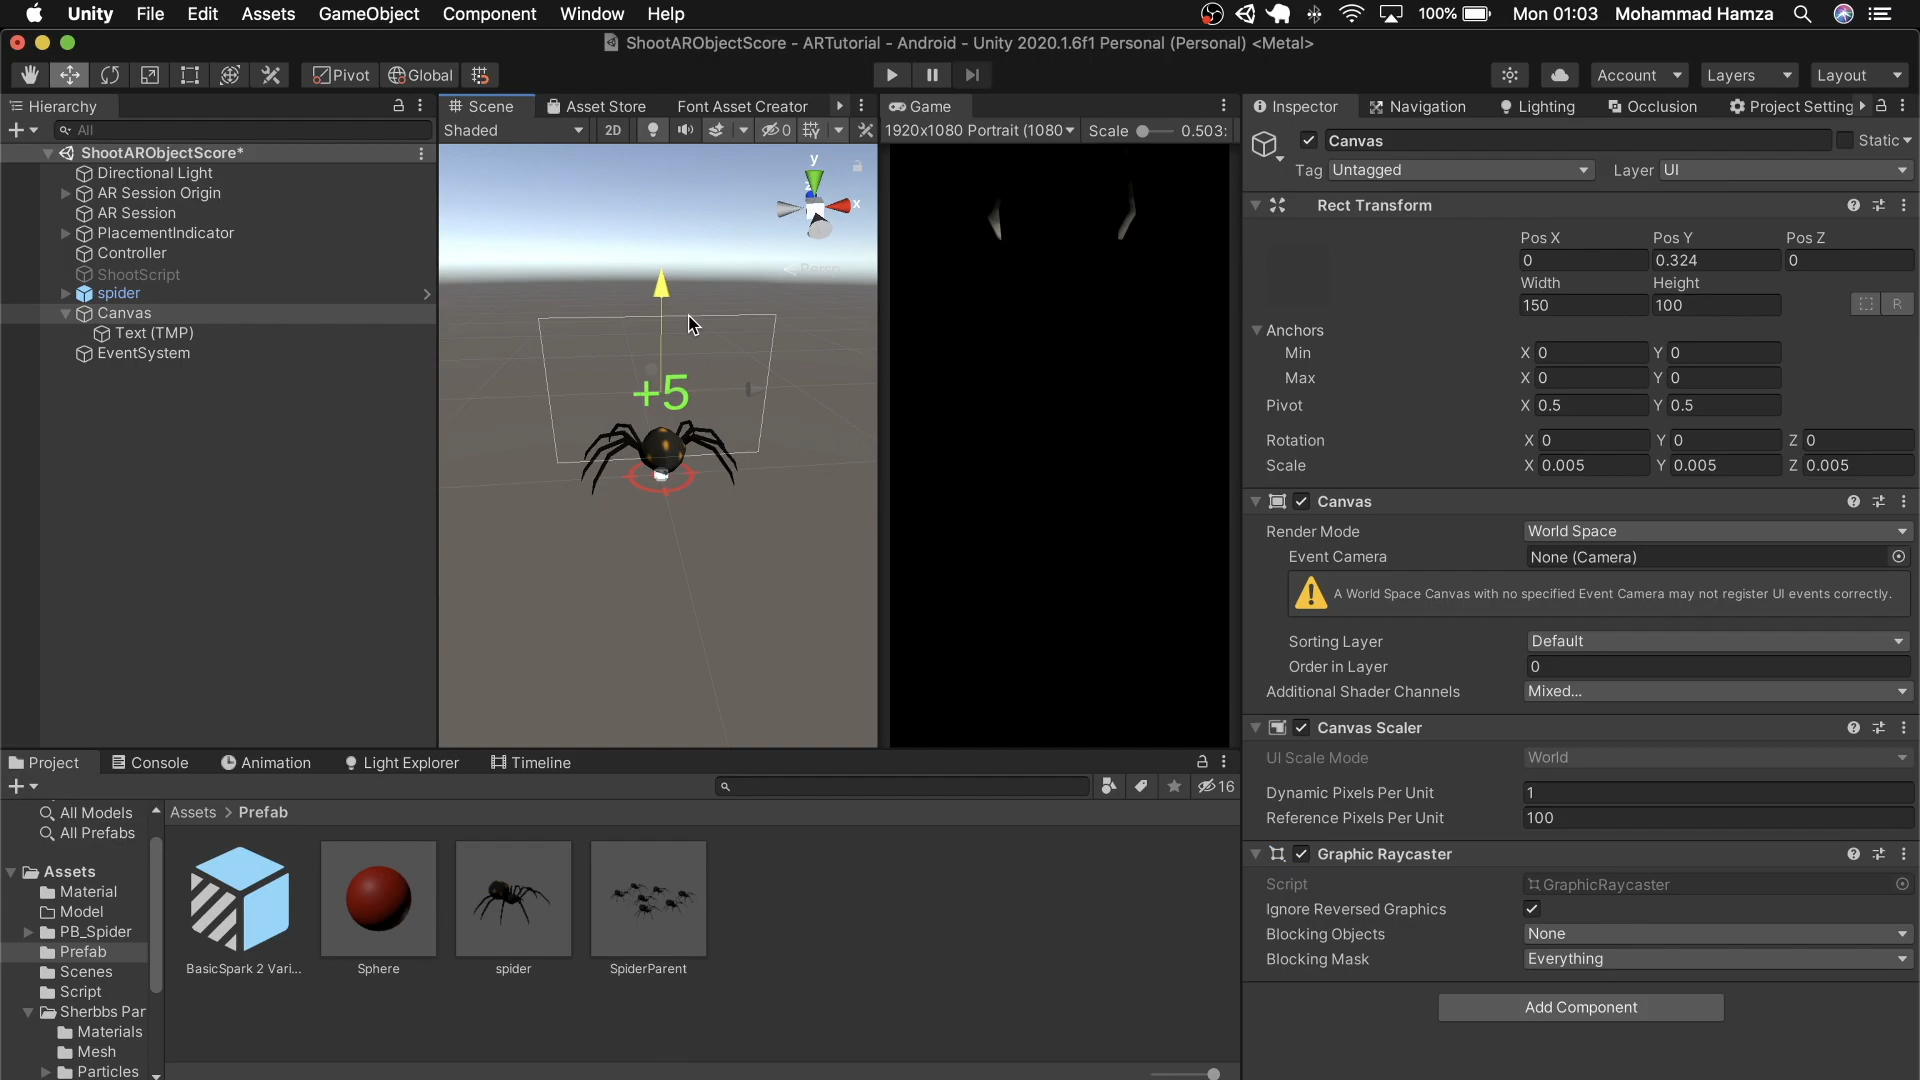 Unity File Edit Assets GameObject Component Window Help 100% Mon 01:03 Mohammad Hamza
ShootARObjectScore - ARTutorial - Android - Unity 2020.1.6f1 Personal (Personal) <Metal>
Pivot Global Account Layers Layout
Hierarchy
All
ShootARObjectScore*
Directional Light
AR Session Origin
AR Session
PlacementIndicator
Controller
ShootScript
spider
Canvas
Text (TMP)
EventSystem
Scene Asset Store Font Asset Creator
Shaded 2D 0
y
z
x
Persp
+5
Game
1920x1080 Portrait (1080 Scale 0.503:
Inspector Navigation Lighting Occlusion Project Setting
Canvas Static
Tag Untagged Layer UI
Rect Transform
Pos X Pos Y Pos Z
0 0.324 0
Width Height
150 100
R
Anchors
Min X 0 Y 0
Max X 0 Y 0
Pivot X 0.5 Y 0.5
Rotation X 0 Y 0 Z 0
Scale X 0.005 Y 0.005 Z 0.005
Canvas
Render Mode World Space
Event Camera None (Camera)
A World Space Canvas with no specified Event Camera may not register UI events correctly.
Sorting Layer Default
Order in Layer 0
Additional Shader Channels Mixed...
Canvas Scaler
UI Scale Mode World
Dynamic Pixels Per Unit 1
Reference Pixels Per Unit 100
Graphic Raycaster
Script GraphicRaycaster
Ignore Reversed Graphics
Blocking Objects None
Blocking Mask Everything
Add Component
Project Console Animation Light Explorer Timeline
16
All Models
All Prefabs
Assets
Material
Model
PB_Spider
Prefab
Scenes
Script
Sherbbs Par
Materials
Mesh
Particles
Assets > Prefab
BasicSpark 2 Vari... Sphere spider SpiderParent